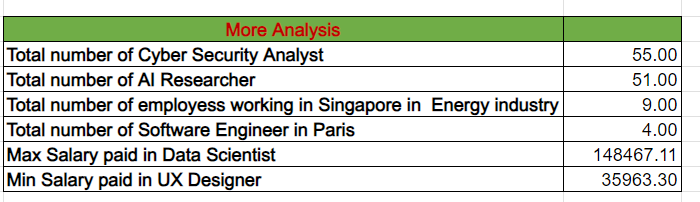 More Analysis
Total number of Cyber Security Analyst 55.00
Total number of AI Researcher 51.00
Total number of employess working in Singapore in  Energy industry 9.00
Total number of Software Engineer in Paris 4.00
Max Salary paid in Data Scientist 148467.11
Min Salary paid in UX Designer 35963.30